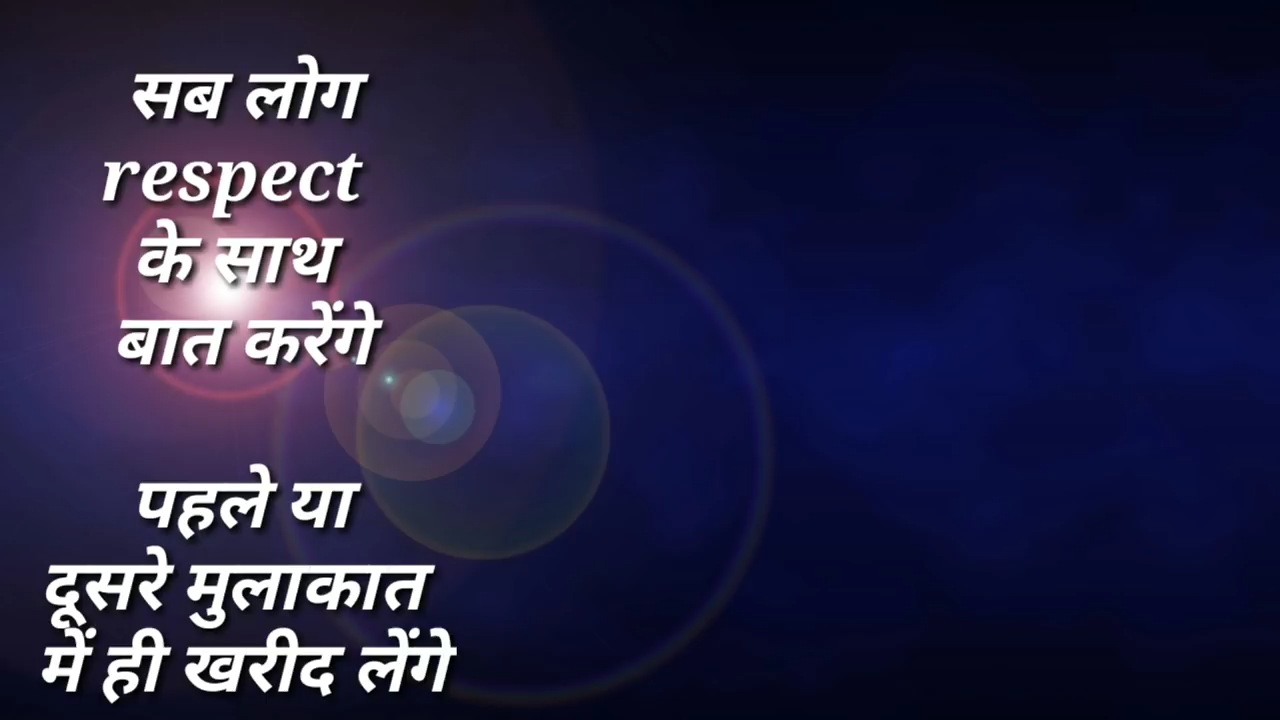 सब लोग
respect
के साथ
बात करेंगे
पहले या
दूसरे मुलाकात
में ही खरीद लेंगे